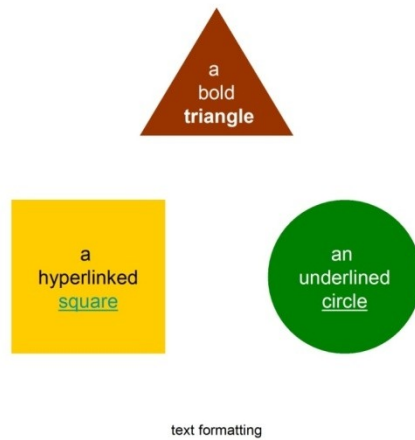 a
bold
triangle
a
hyperlinked
square
an
underlined
circle
text formatting